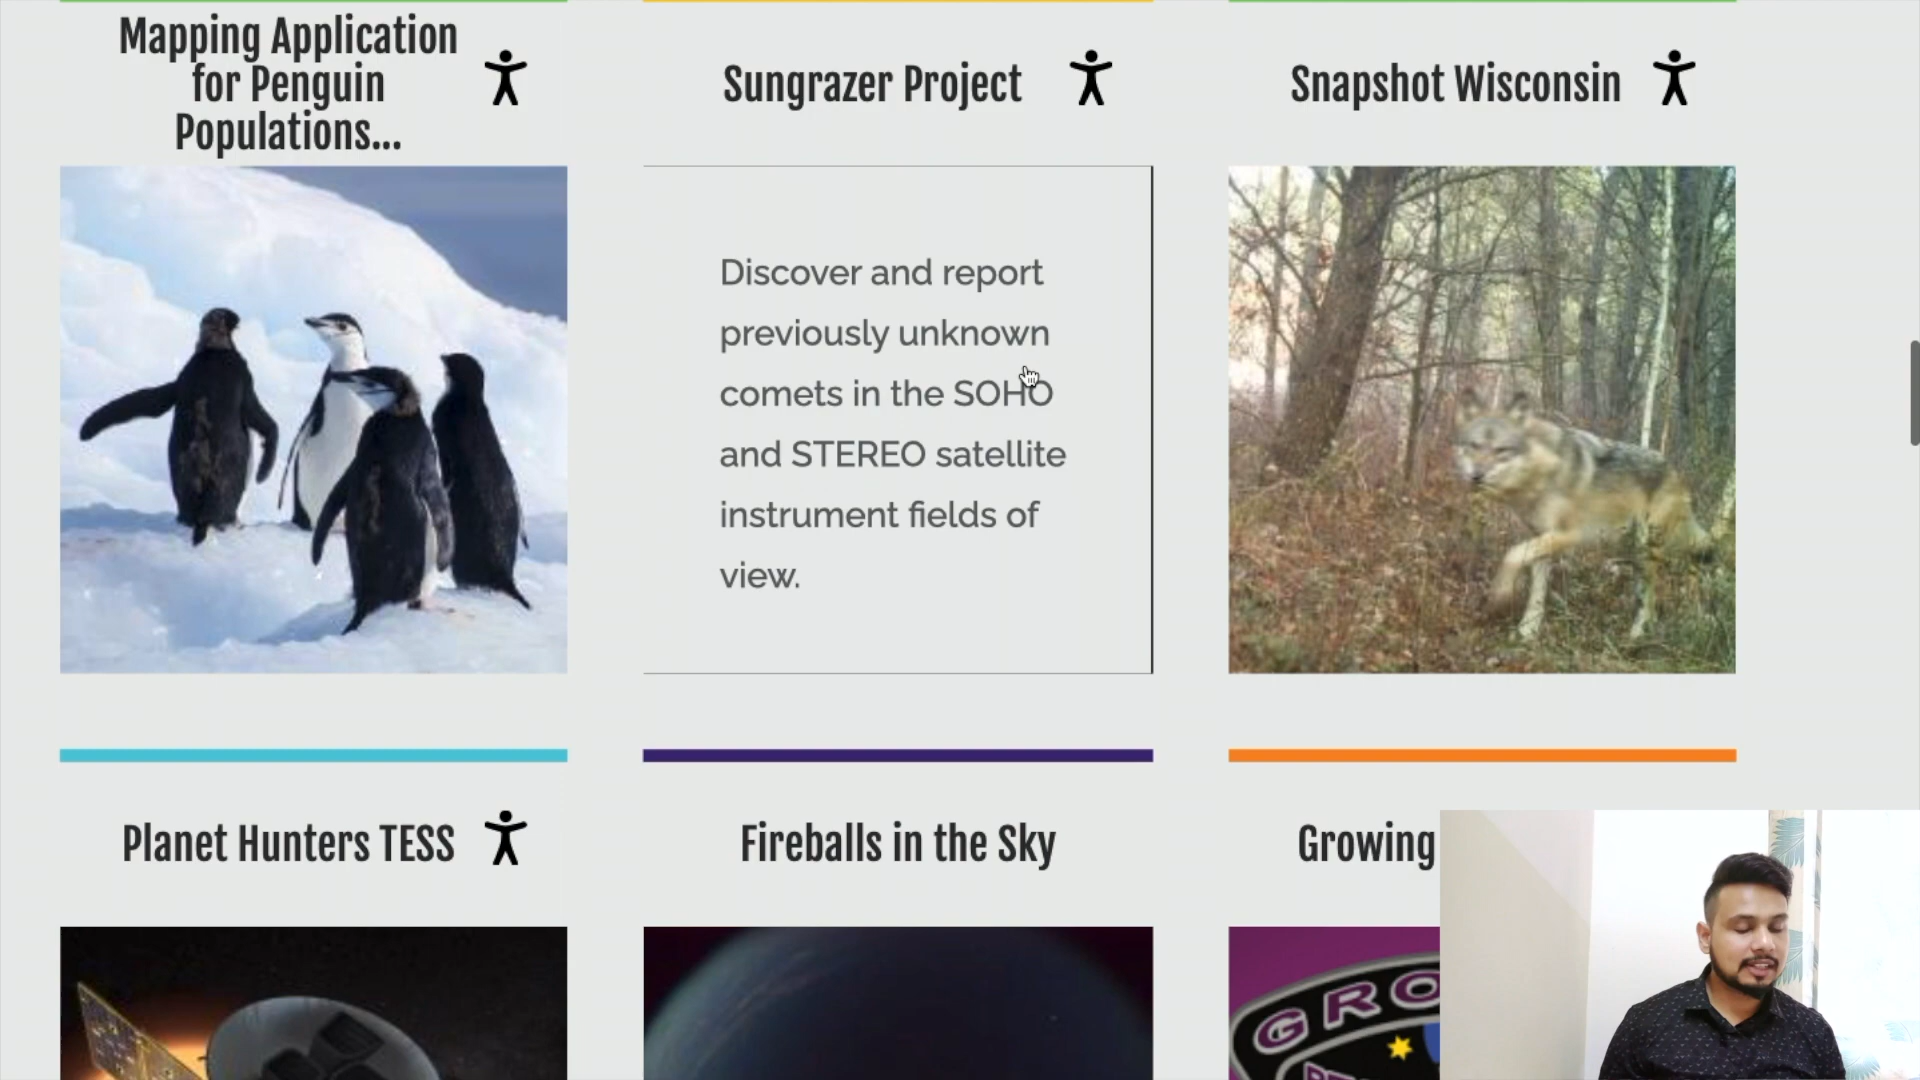 Mapping Application
for Penguin
Populations...
Sungrazer Project
Snapshot Wisconsin
Discover and report
previously unknown
comets in the SOHO
and STEREO satellite
instrument fields of
view.
Planet Hunters TESS
Fireballs in the Sky
Growing
GRO